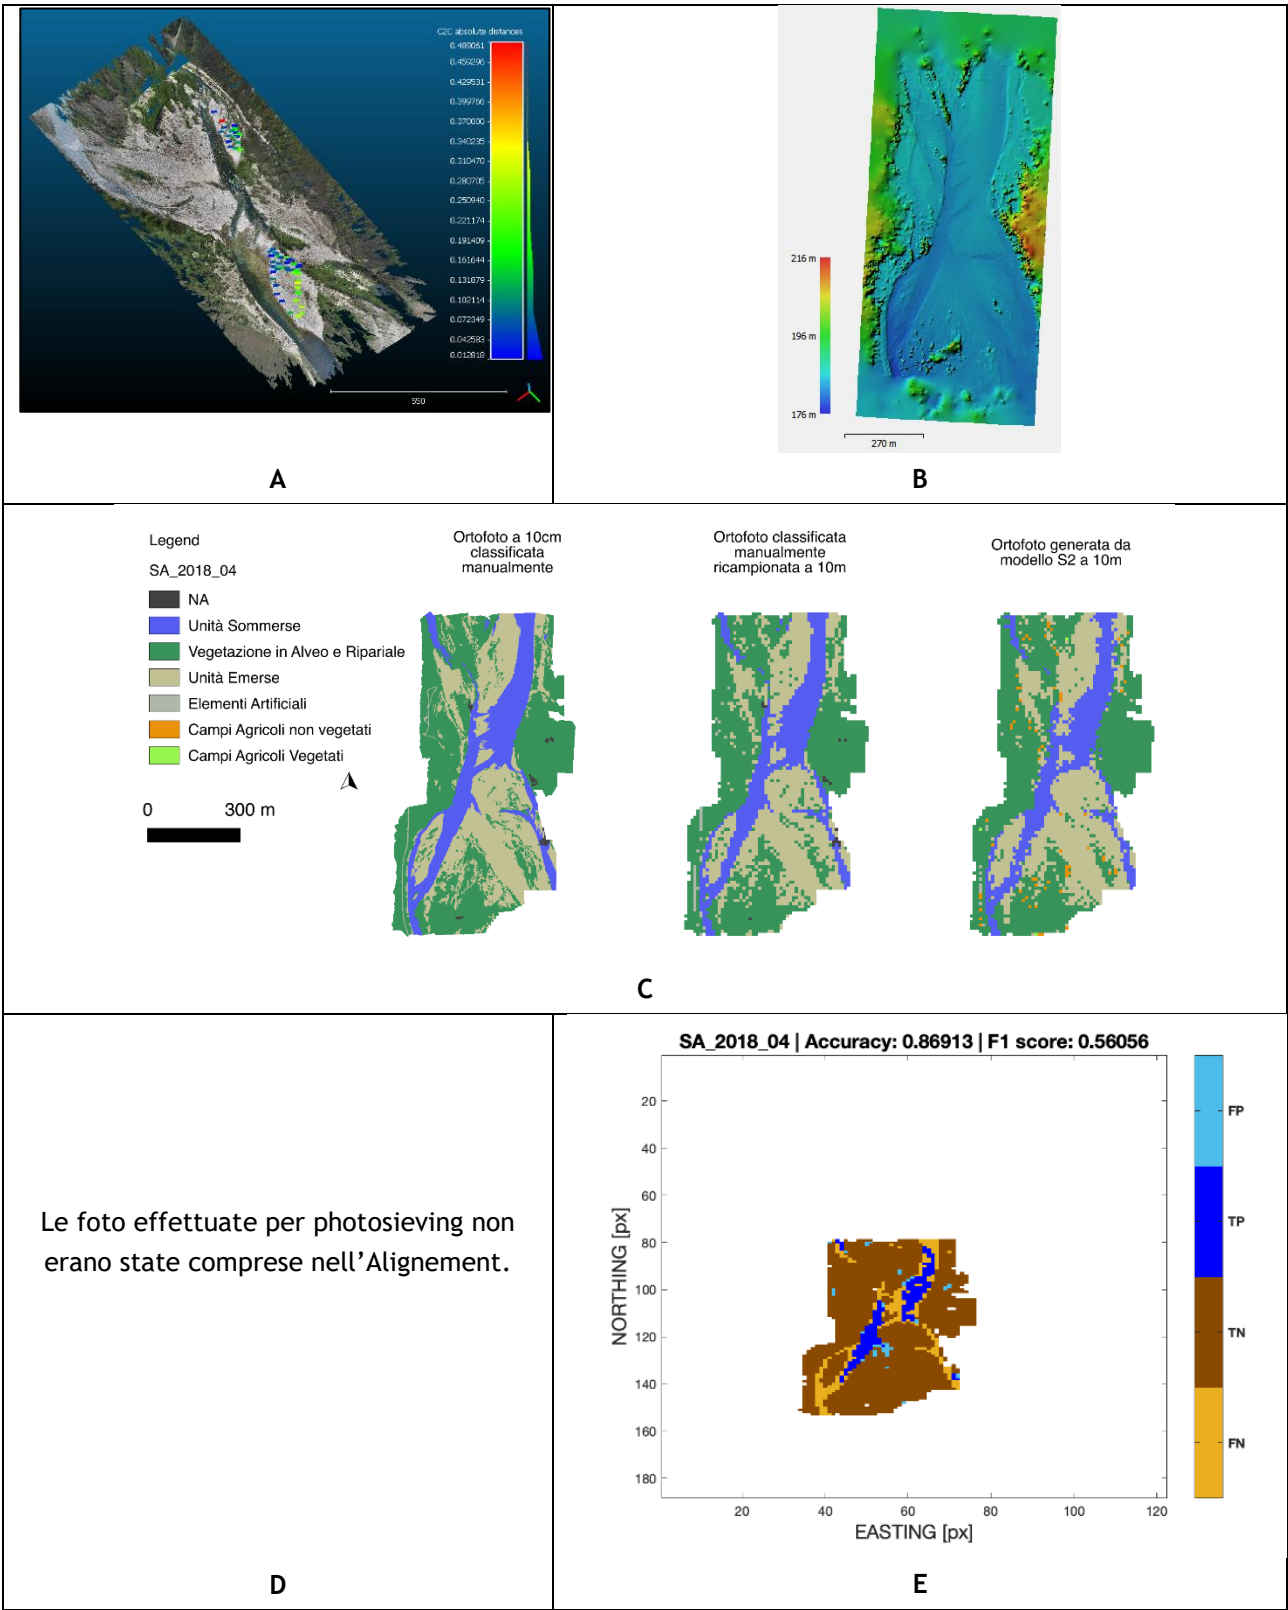 C2C absolute distances
0.489061
0.459296
0.429531
0.399766
0.370000
0.340235
0.310470
0.280705
0.250940
0.221174
0.191409
0.161644
0.131879
0.102114
0.072349
0.042583
0.012818
550
A
216 m
196 m
176 m
270 m
B
Legend
SA_2018_04
NA
Unità Sommerse
Vegetazione in Alveo e Ripariale
Unità Emerse
Elementi Artificiali
Campi Agricoli non vegetati
Campi Agricoli Vegetati
0 300 m
Ortofoto a 10cm
classificata
manualmente
Ortofoto classificata
manualmente
ricampionata a 10m
Ortofoto generata da
modello S2 a 10m
C
Le foto effettuate per photosieving non
erano state comprese nell’Alignement.
D
SA_2018_04 | Accuracy: 0.86913 | F1 score: 0.56056
NORTHING [px]
20
40
60
80
100
120
140
160
180
20 40 60 80 100 120
EASTING [px]
FP
TP
TN
FN
E